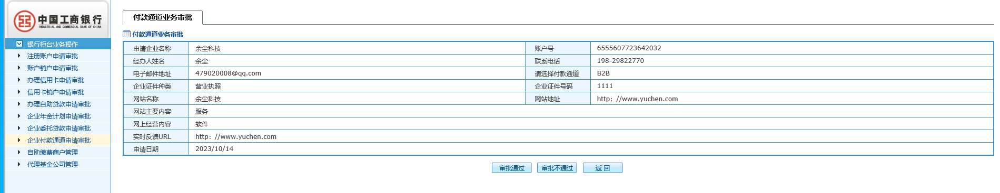 中国工商银行
INDUSTRIAL AND COMMERCIAL BANK OF CHINA
银行柜台业务操作
注册账户申请审批
账户销户申请审批
办理信用卡申请审批
信用卡销户申请审批
办理自助贷款申请审批
企业年金计划申请审批
企业委托贷款申请审批
企业付款通道申请审批
自助缴费商户管理
代理基金公司管理
付款通道业务审批
付款通道业务审批
申请企业名称 余尘科技 账户号 6555607723642032
经办人姓名 余尘 联系电话 198-29822770
电子邮件地址 479020008@qq.com 请选择付款通道 B2B
企业证件种类 营业执照 企业证件号码 1111
网站名称 余尘科技 网站地址 http：//www.yuchen.com
网站主要内容 服务
网上经营内容 软件
实时反馈URL http：//www.yuchen.com
申请日期 2023/10/14
审批通过 审批不通过 返 回